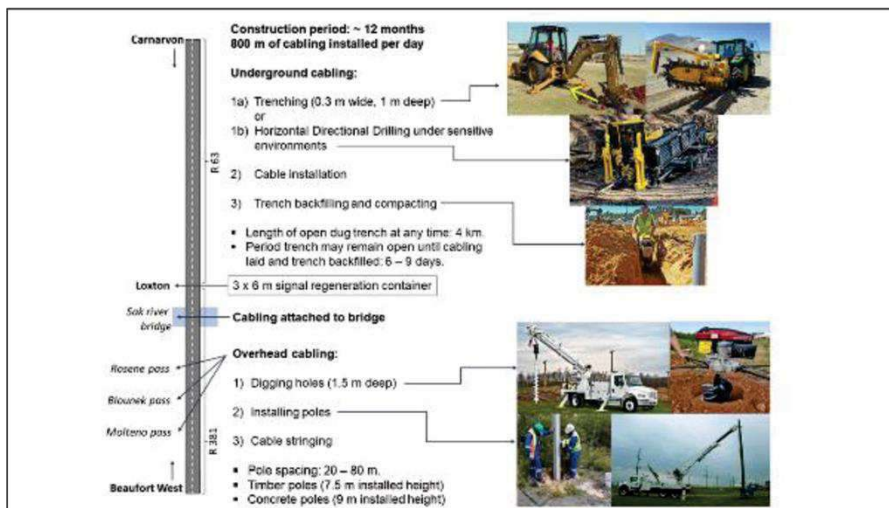 Carnarvon
Construction period: ~ 12 months
800 m of cabling installed per day
Underground cabling:
1a) Trenching (0.3 m wide, 1 m deep)
or
1b) Horizontal Directional Drilling under sensitive
environments
R 63
2) Cable installation
3) Trench backfilling and compacting
▪ Length of open dug trench at any time: 4 km.
▪ Period trench may remain open until cabling
laid and trench backfilled: 6 – 9 days.
Loxton
3 x 6 m signal regeneration container
Sak river
bridge
Cabling attached to bridge
Overhead cabling:
Rosene pass
1) Digging holes (1.5 m deep)
Blounek pass
2) Installing poles
Molteno pass
3) Cable stringing
R 381
▪ Pole spacing: 20 – 80 m.
▪ Timber poles (7.5 m installed height)
▪ Concrete poles (9 m installed height)
Beaufort West